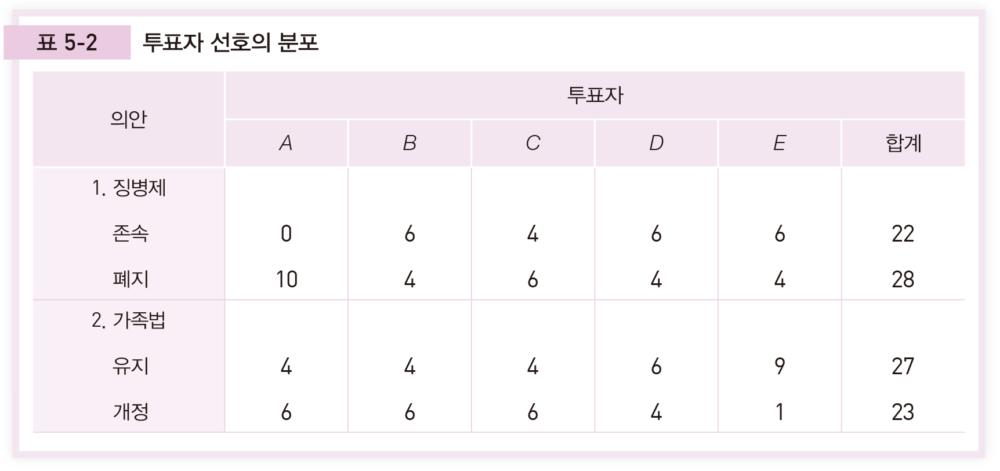 표 5-2 투표자 선호의 분포
의안 투표자
A B C D E 합계
1. 징병제
존속 0 6 4 6 6 22
폐지 10 4 6 4 4 28
2. 가족법
유지 4 4 4 6 9 27
개정 6 6 6 4 1 23